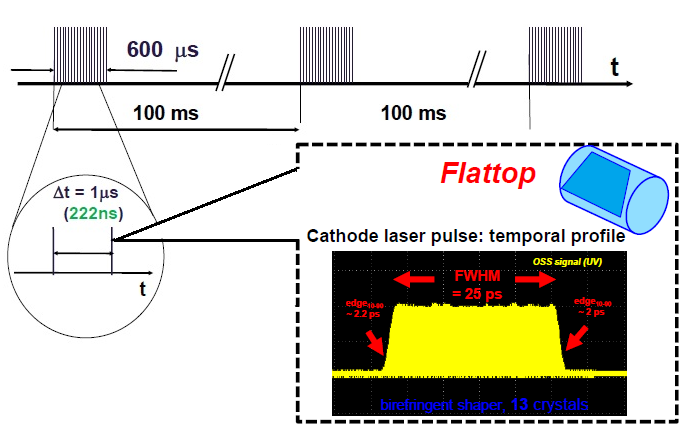 600 μs
t
100 ms
100 ms
Flattop
Δt = 1μs
(222ns)
t
Cathode laser pulse: temporal profile
OSS signal (UV)
FWHM
= 25 ps
edge10-90
~ 2.2 ps
edge10-90
~ 2 ps
birefringent shaper, 13 crystals